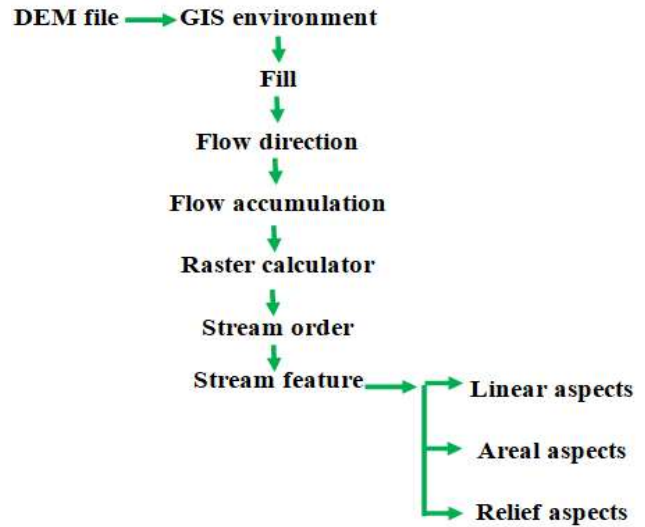 DEM file GIS environment
Fill
Flow direction
Flow accumulation
Raster calculator
Stream order
Stream feature
Linear aspects
Areal aspects
Relief aspects